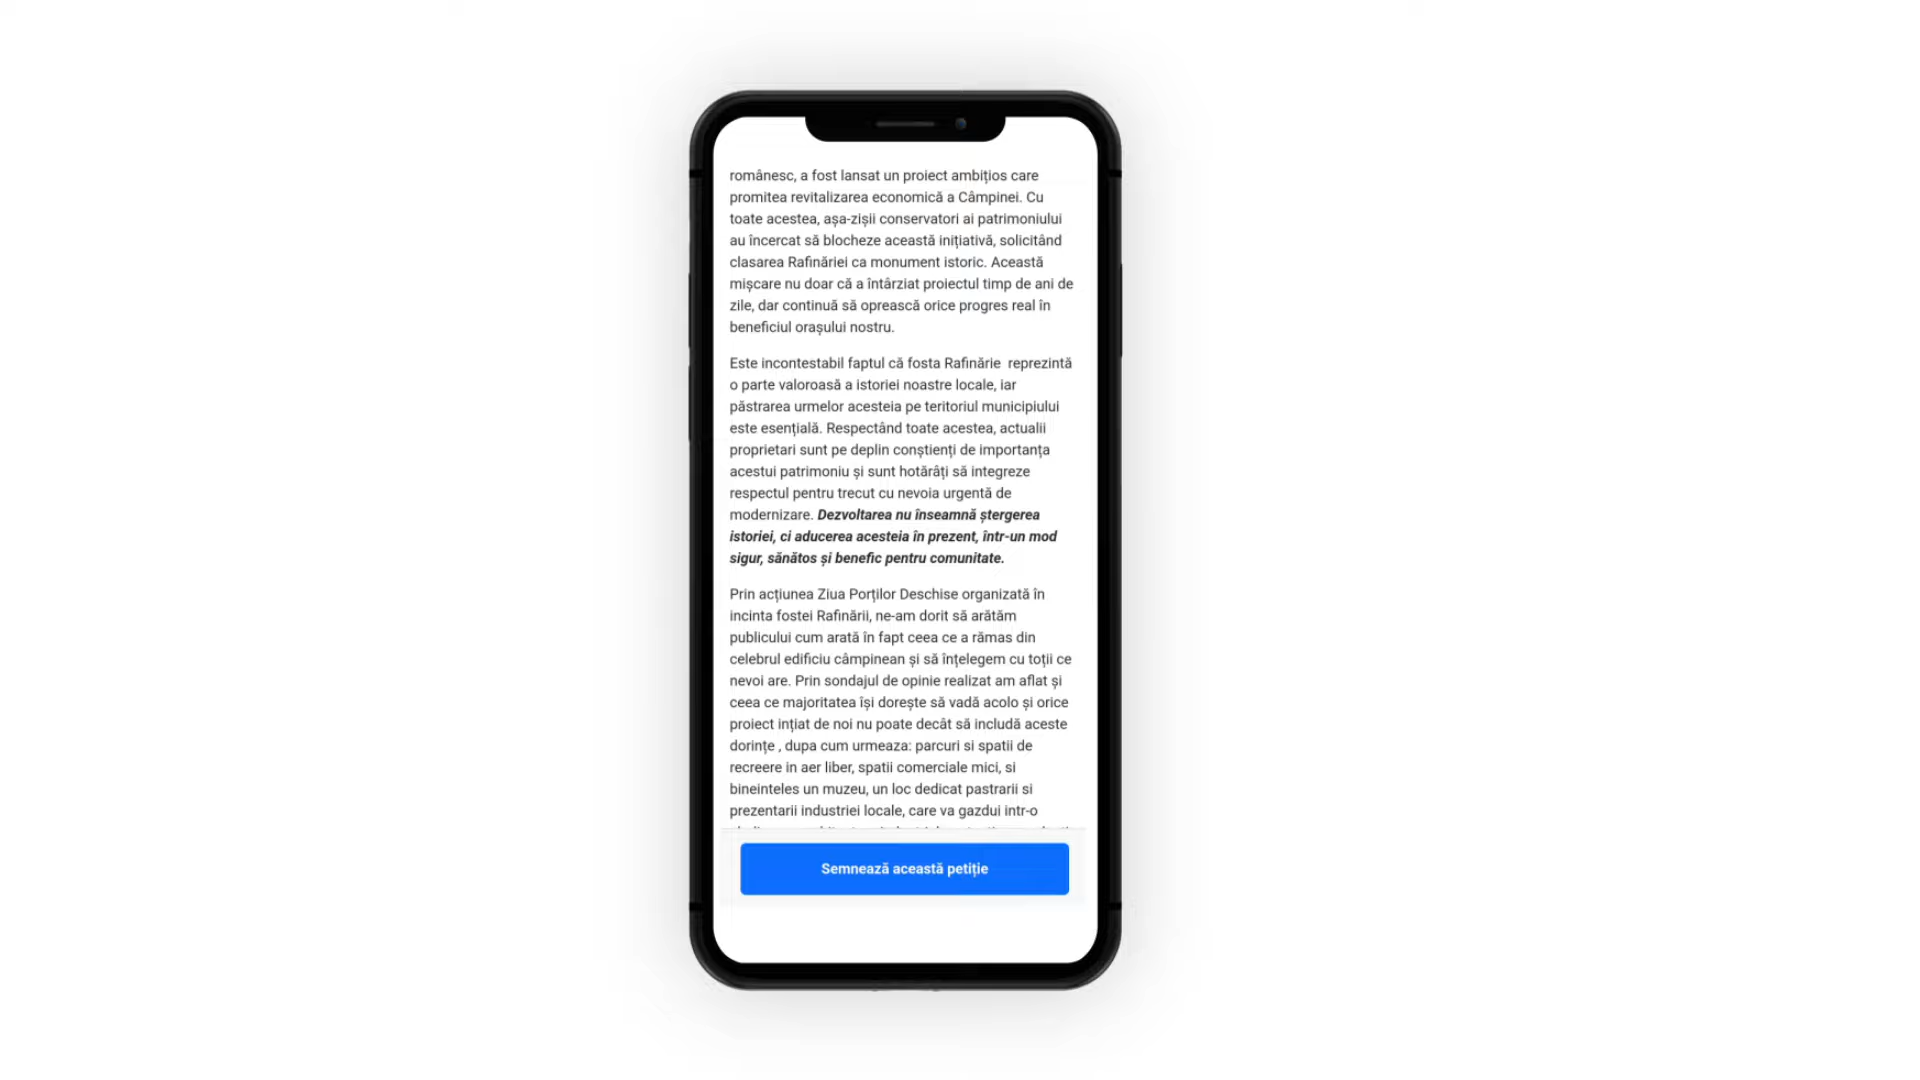 românesc, a fost lansat un proiect ambițios care
promitea revitalizarea economică a Câmpinei. Cu
toate acestea, așa-zișii conservatori ai patrimoniului
au încercat să blocheze această inițiativă, solicitând
clasarea Rafinăriei ca monument istoric. Această
mișcare nu doar că a întârziat proiectul timp de ani de
zile, dar continuă să oprească orice progres real în
beneficiul orașului nostru.
Este incontestabil faptul că fosta Rafinărie  reprezintă
o parte valoroasă a istoriei noastre locale, iar
păstrarea urmelor acesteia pe teritoriul municipiului
este esențială. Respectând toate acestea, actualii
proprietari sunt pe deplin conștienți de importanța
acestui patrimoniu și sunt hotărâți să integreze
respectul pentru trecut cu nevoia urgentă de
modernizare. Dezvoltarea nu înseamnă ștergerea
istoriei, ci aducerea acesteia în prezent, într-un mod
sigur, sănătos și benefic pentru comunitate.
Prin acțiunea Ziua Porților Deschise organizată în
incinta fostei Rafinării, ne-am dorit să arătăm
publicului cum arată în fapt ceea ce a rămas din
celebrul edificiu câmpinean și să înțelegem cu toții ce
nevoi are. Prin sondajul de opinie realizat am aflat și
ceea ce majoritatea își dorește să vadă acolo și orice
proiect ințiat de noi nu poate decât să includă aceste
dorințe , dupa cum urmeaza: parcuri si spatii de
recreere in aer liber, spatii comerciale mici, si
bineinteles un muzeu, un loc dedicat pastrarii si
prezentarii industriei locale, care va gazdui intr-o
Semnează această petiție